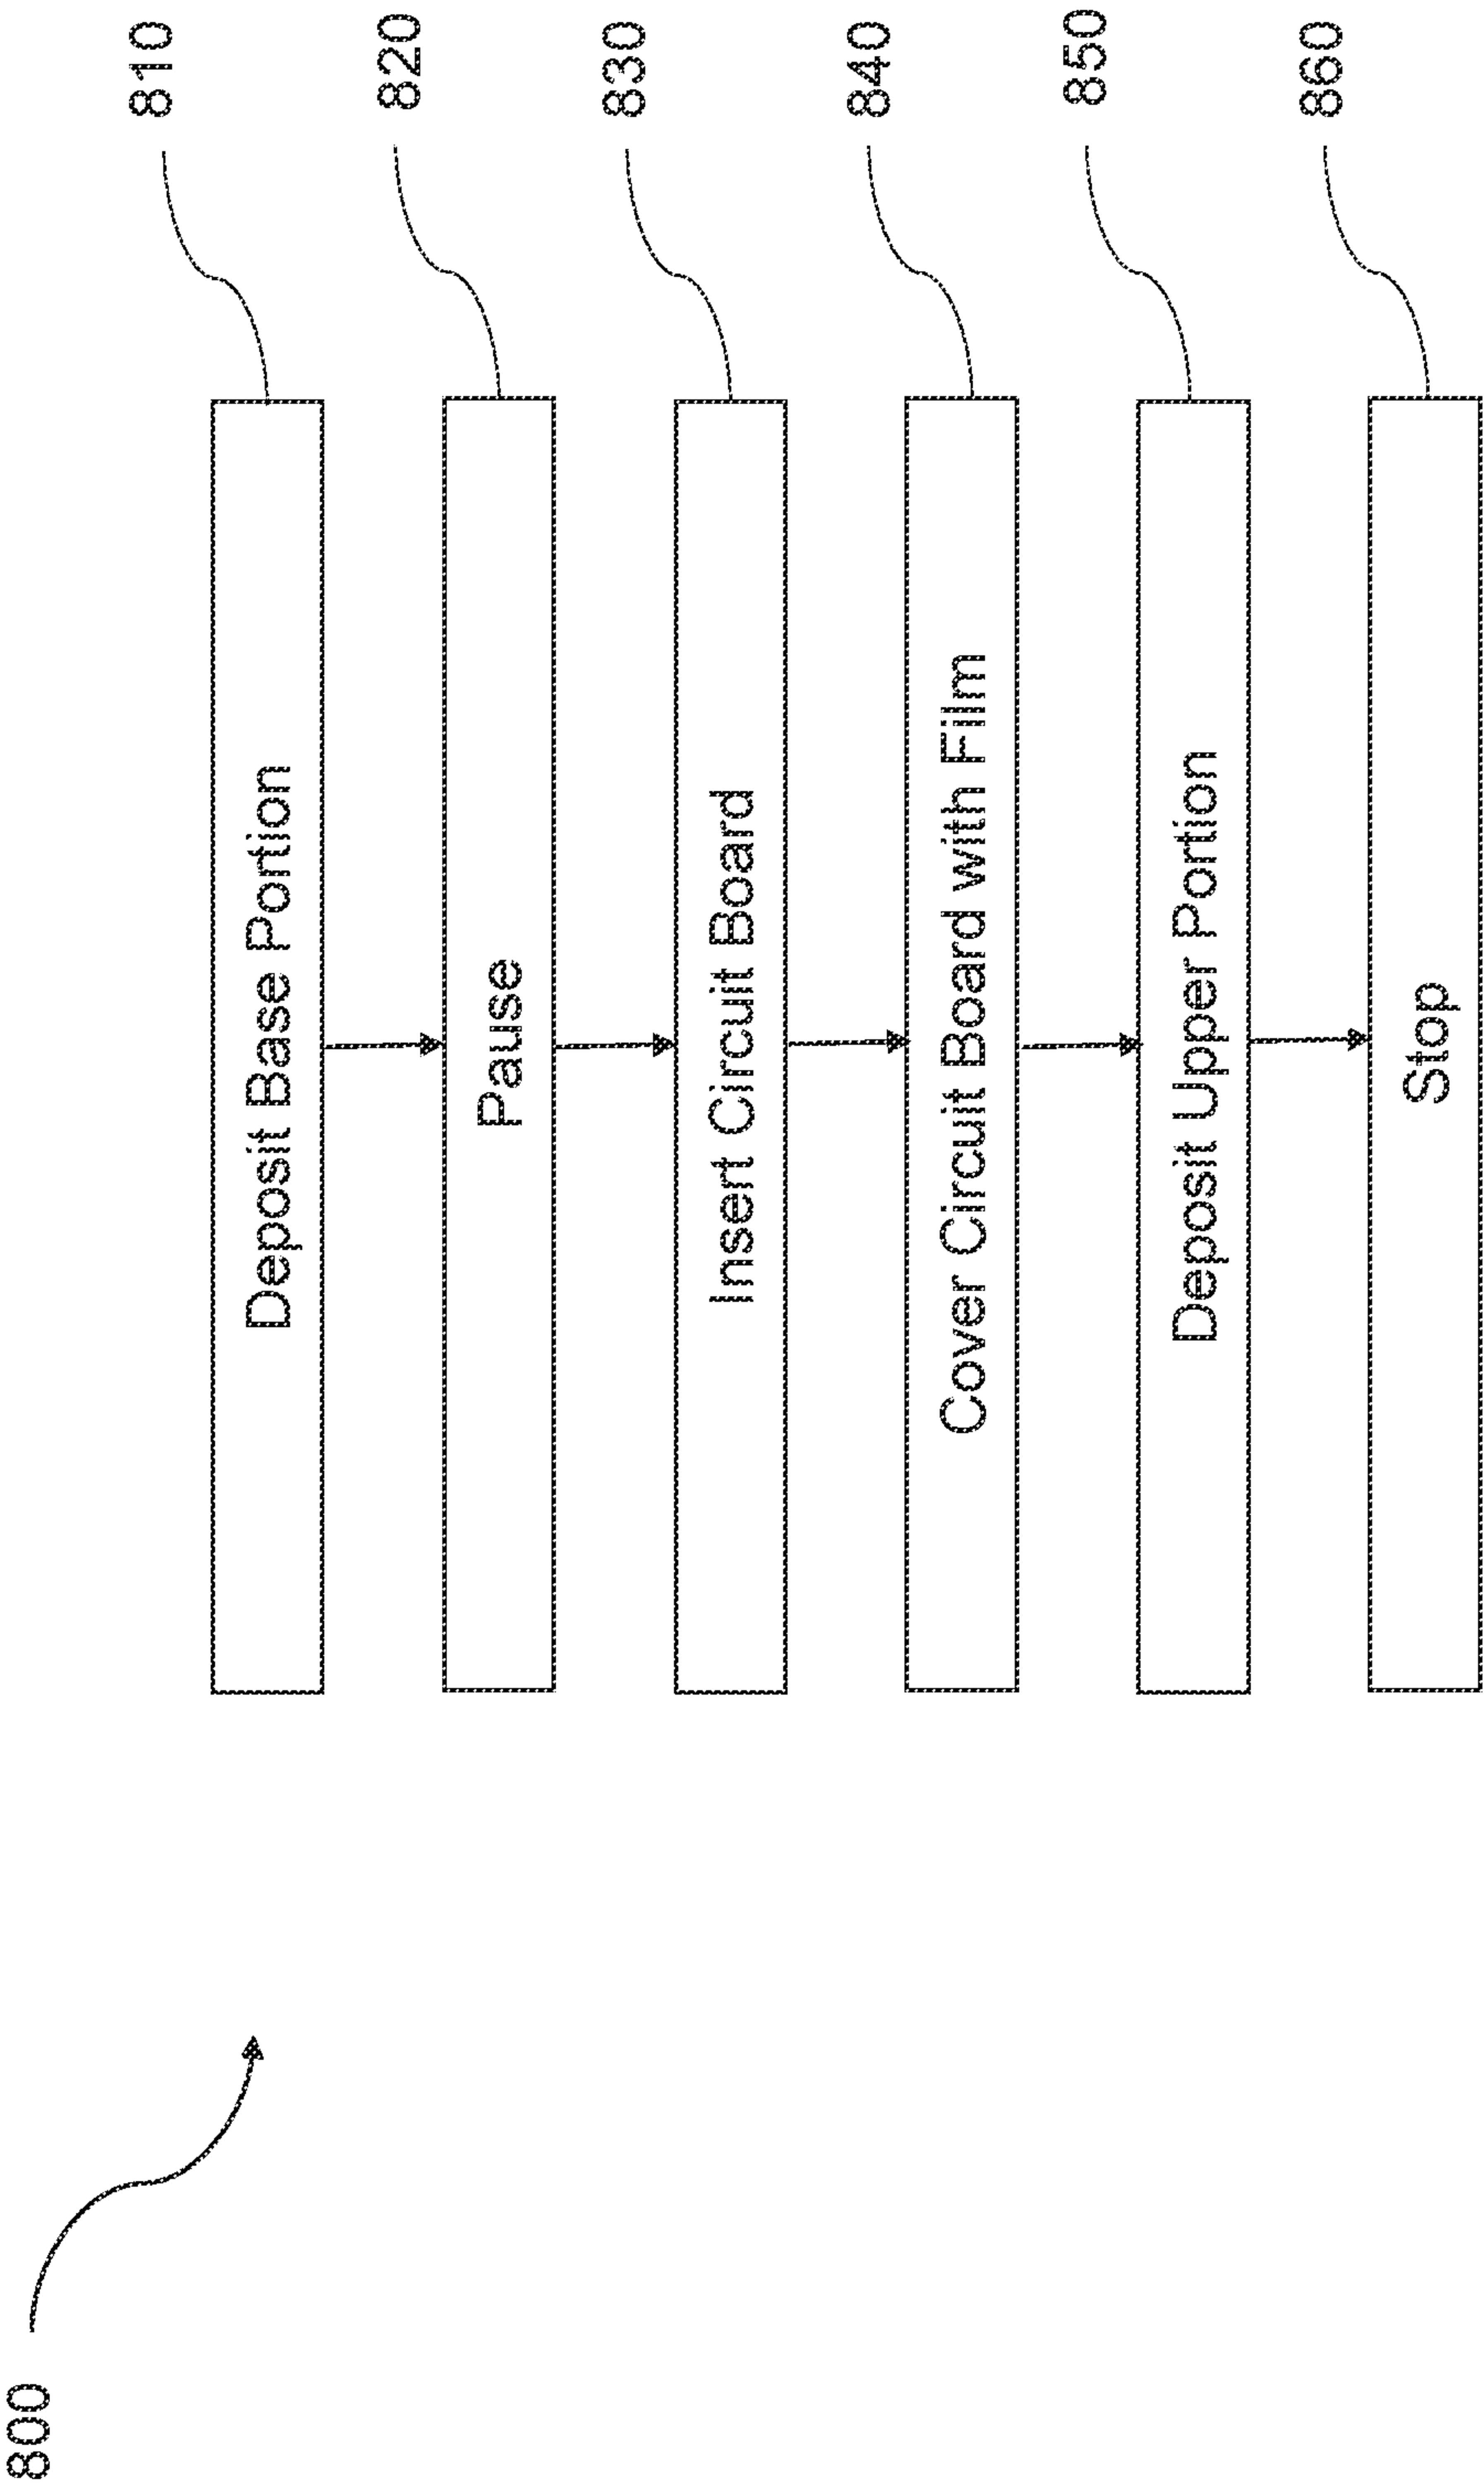 800
Deposit Base Portion
810
Pause
820
Insert Circuit Board
830
Cover Circuit Board with Film
840
Deposit Upper Portion
850
Stop
860